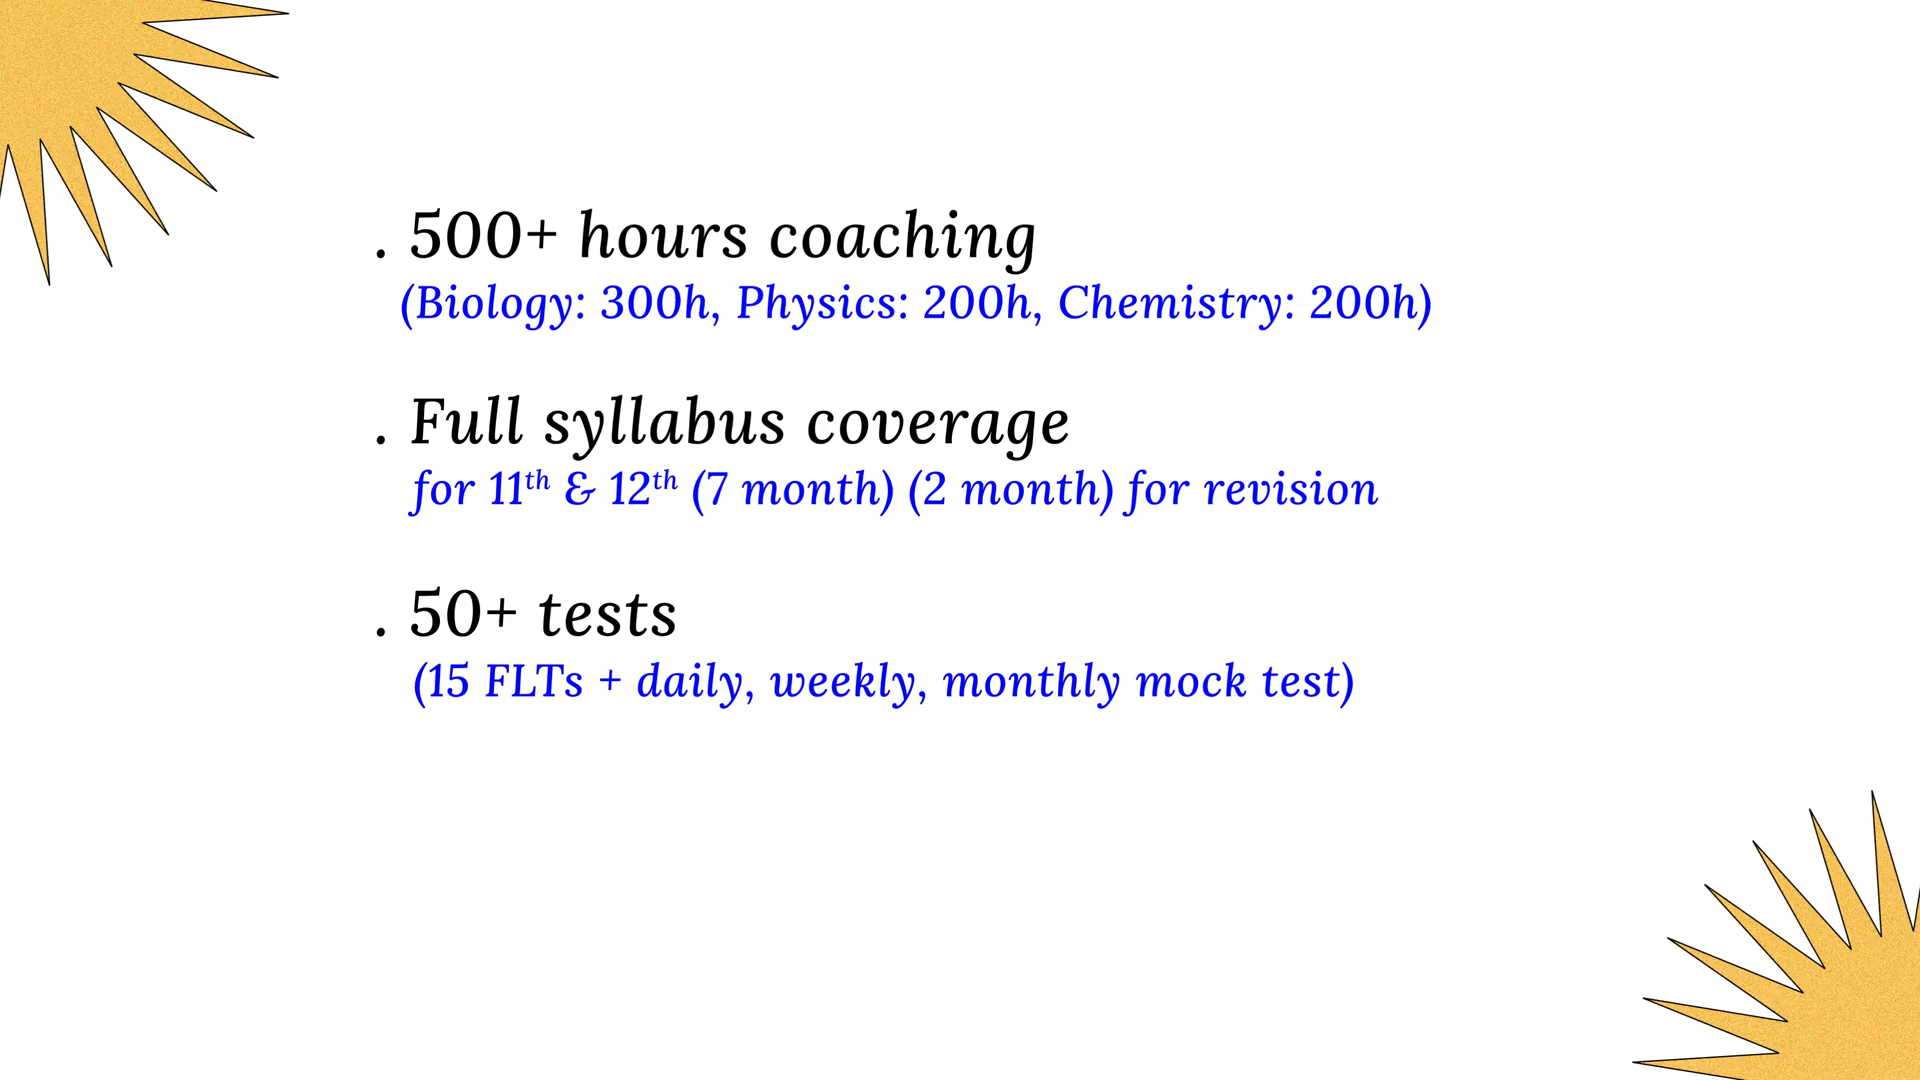 . 500+ hours coaching
(Biology: 300h, Physics: 200h, Chemistry: 200h)
. Full syllabus coverage
for 11th & 12th (7 month) (2 month) for revision
. 50+ tests
(15 FLTs + daily, weekly, monthly mock test)